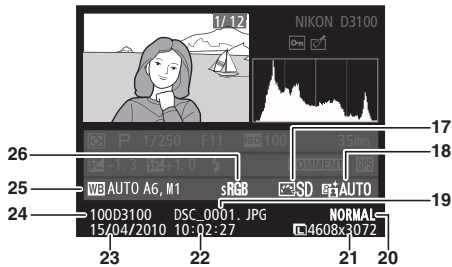 1/12
NIKON D3100
P 1/250 F11 ISO 100 35mm
-1.3 +1.0 COMMENT GPS
WB AUTO A6, M1 sRGB SD AUTO
100D3100 DSC_0001. JPG NORMAL
15/04/2010 10:02:27 L 4608x3072
17
18
19
20
21
22
23
24
25
26